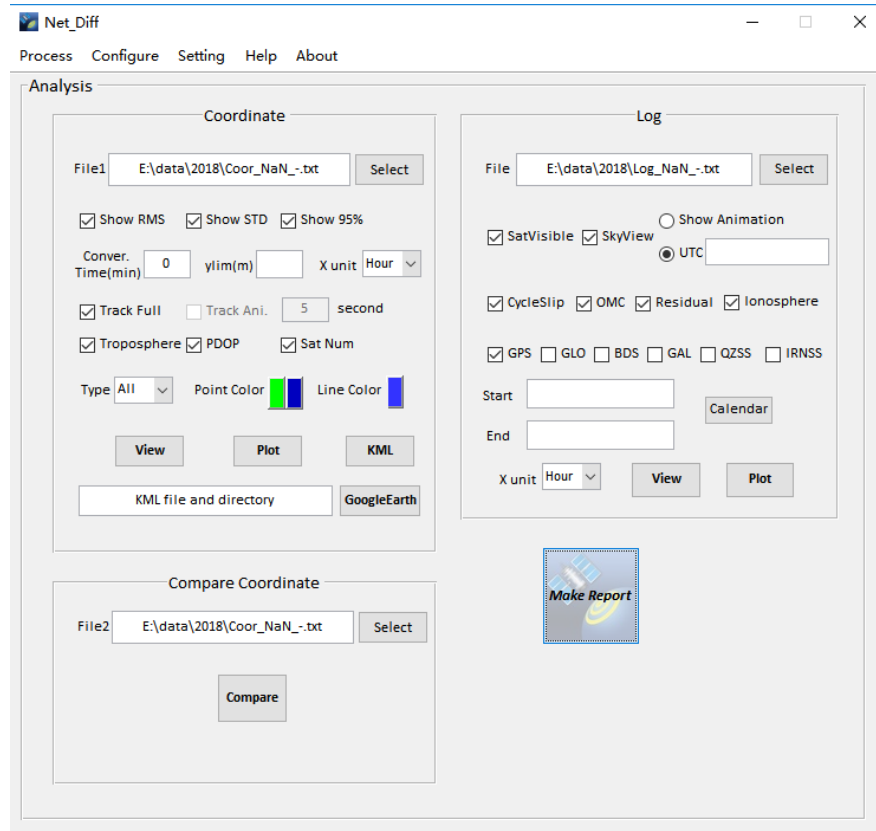 Net_Diff
Process Configure Setting Help About
Analysis
Coordinate
File1 E:\data\2018\Coor_NaN_-.txt Select
Show RMS Show STD Show 95%
Conver.
Time(min) 0 ylim(m) X unit Hour
Track Full Track Ani. 5 second
Troposphere PDOP Sat Num
Type All Point Color Line Color
View Plot KML
KML file and directory GoogleEarth
Compare Coordinate
File2 E:\data\2018\Coor_NaN_-.txt Select
Compare
Log
File E:\data\2018\Log_NaN_-.txt Select
Show Animation
SatVisible SkyView UTC
CycleSlip OMC Residual Ionosphere
GPS GLO BDS GAL QZSS IRNSS
Start
Calendar
End
X unit Hour View Plot
Make Report